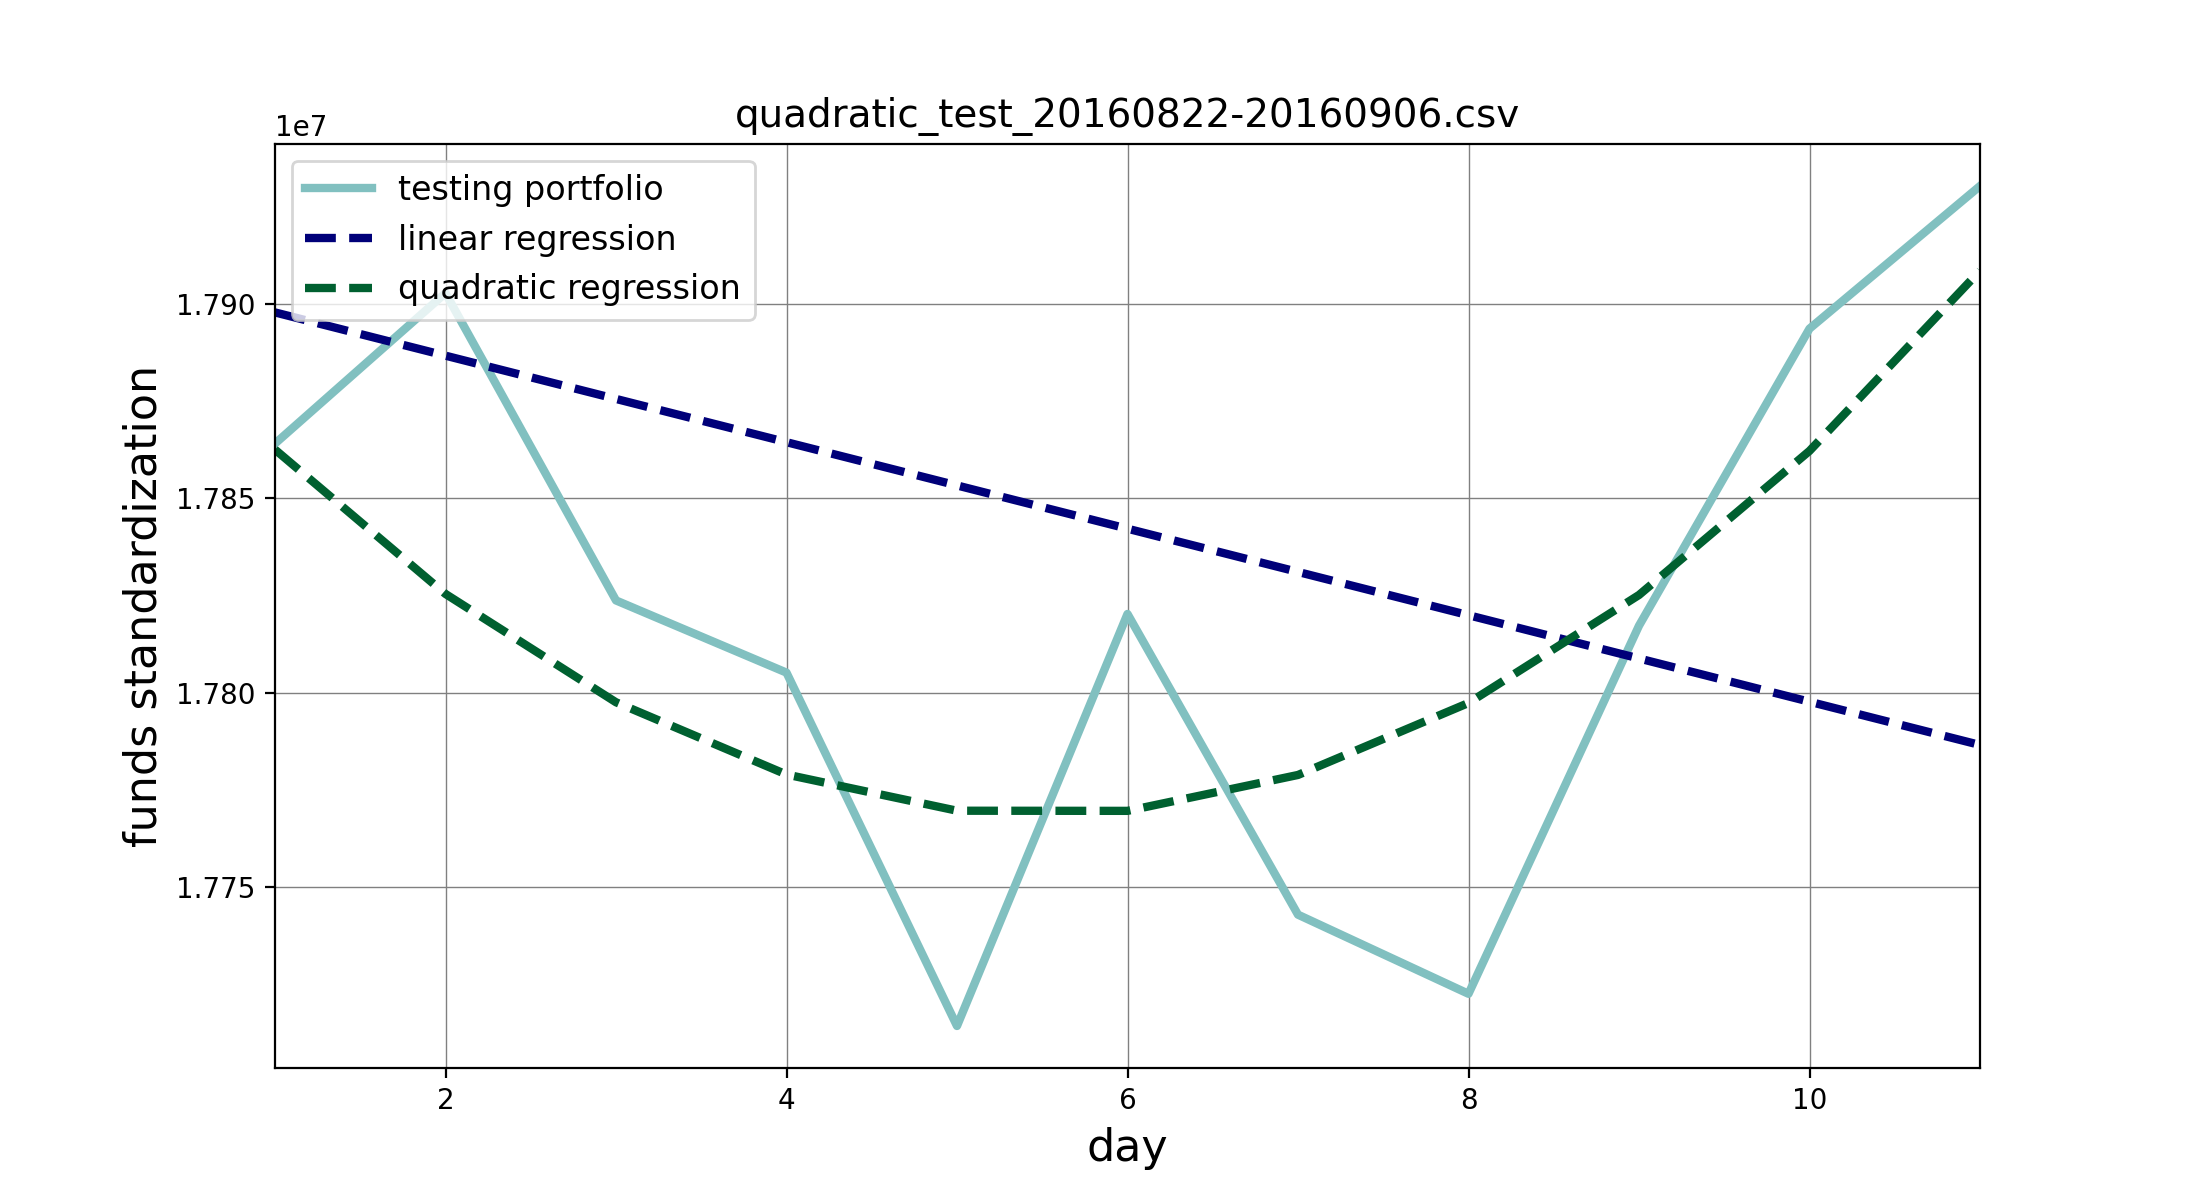 quadratic_test_20160822-20160906.csv
1e7
testing portfolio
linear regression
quadratic regression
funds standardization
1.790
1.785
1.780
1.775
2 4 6 8 10
day